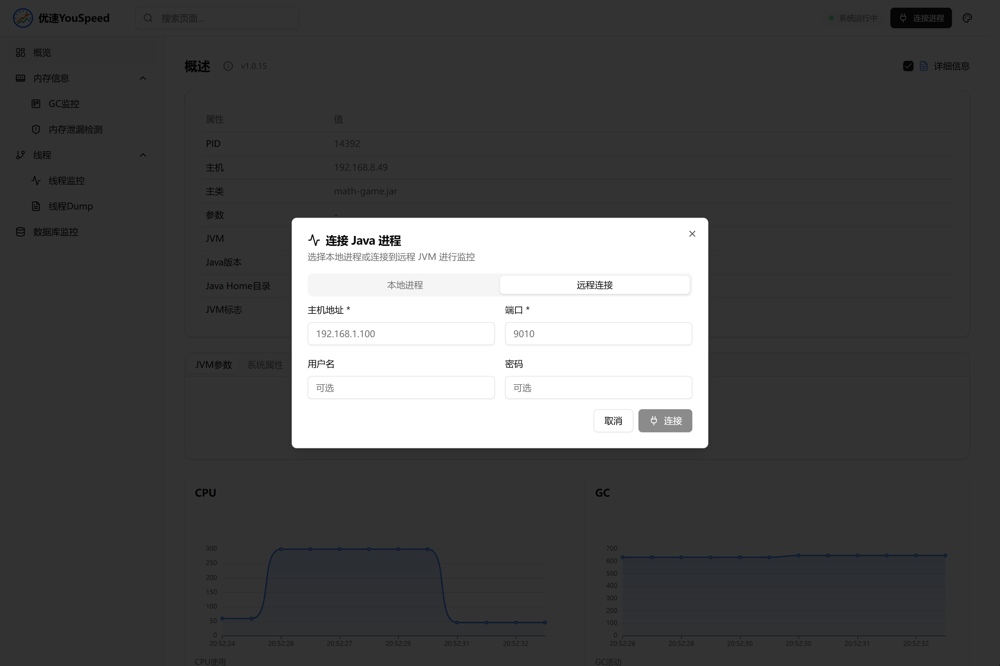 优速YouSpeed
搜索页面...
系统运行中
连接进程
概览
内存信息
GC监控
内存泄漏检测
线程
线程监控
线程Dump
数据库监控
概述 v1.0.15
详细信息
属性 值
PID 14392
主机 192.168.8.49
主类 math-game.jar
参数 -
JVM
Java版本
Java Home目录
JVM标志
JVM参数 系统属性
连接 Java 进程
选择本地进程或连接到远程 JVM 进行监控
本地进程 远程连接
主机地址 * 端口 *
192.168.1.100 9010
用户名 密码
可选 可选
取消 连接
CPU
300
250
200
150
100
50
0
20:52:24 20:52:26 20:52:27 20:52:29 20:52:31 20:52:32
CPU使用
GC
700
600
500
400
300
200
100
0
20:52:26 20:52:28 20:52:30 20:52:30 20:52:31 20:52:32
GC活动